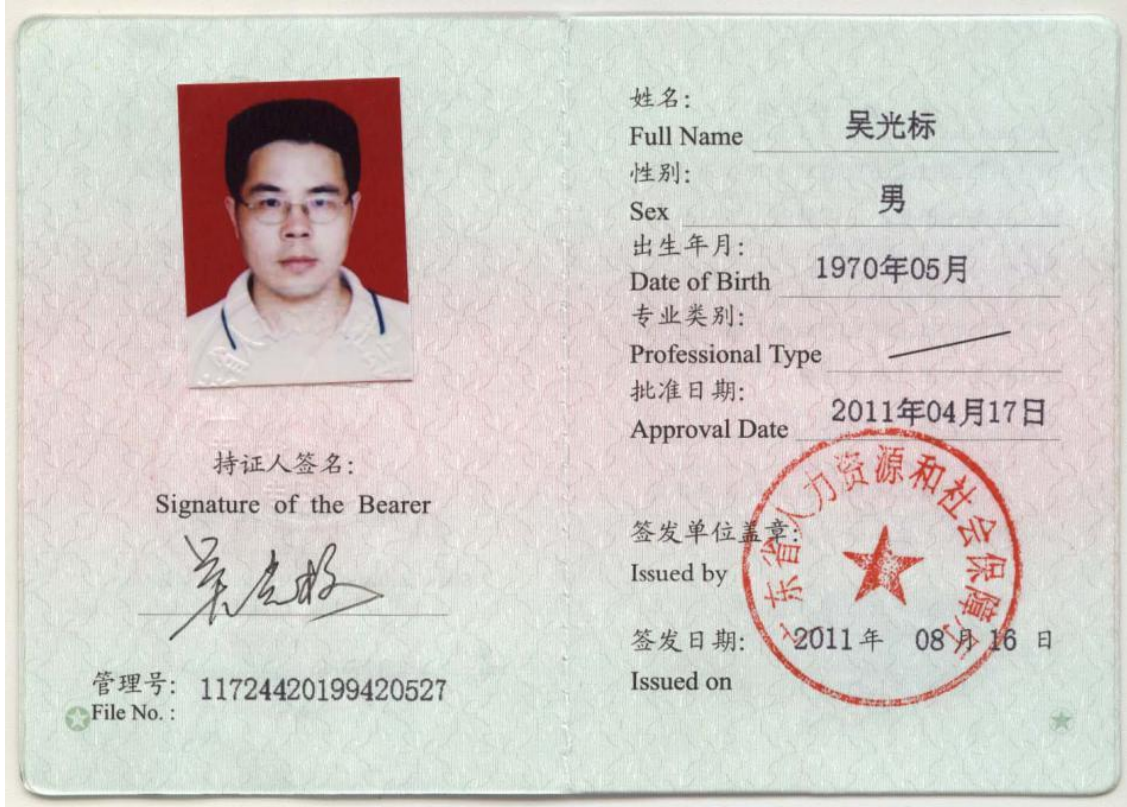 持证人签名:
Signature of the Bearer
吴光标
管理号: 11724420199420527
File No. :
姓名:
Full Name 吴光标
性别:
Sex 男
出生年月:
Date of Birth 1970年05月
专业类别:
Professional Type
批准日期:
Approval Date 2011年04月17日
广东省人力资源和社会保障厅
签发单位盖章:
Issued by
签发日期: 2011年 08月16日
Issued on